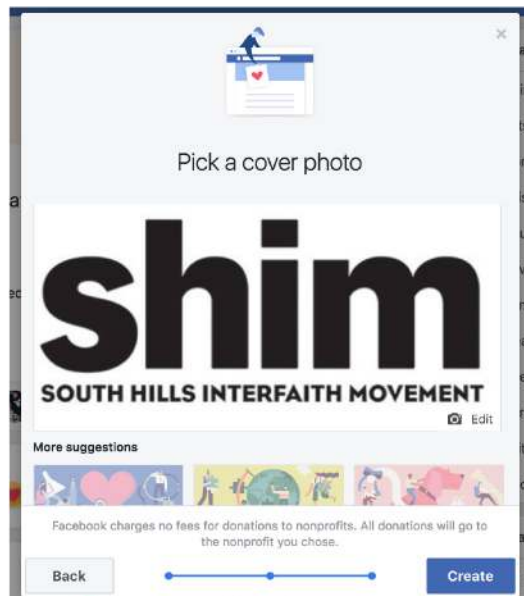 Pick a cover photo
shim
SOUTH HILLS INTERFAITH MOVEMENT
Edit
More suggestions
Facebook charges no fees for donations to nonprofits. All donations will go to
the nonprofit you chose.
Back
Create